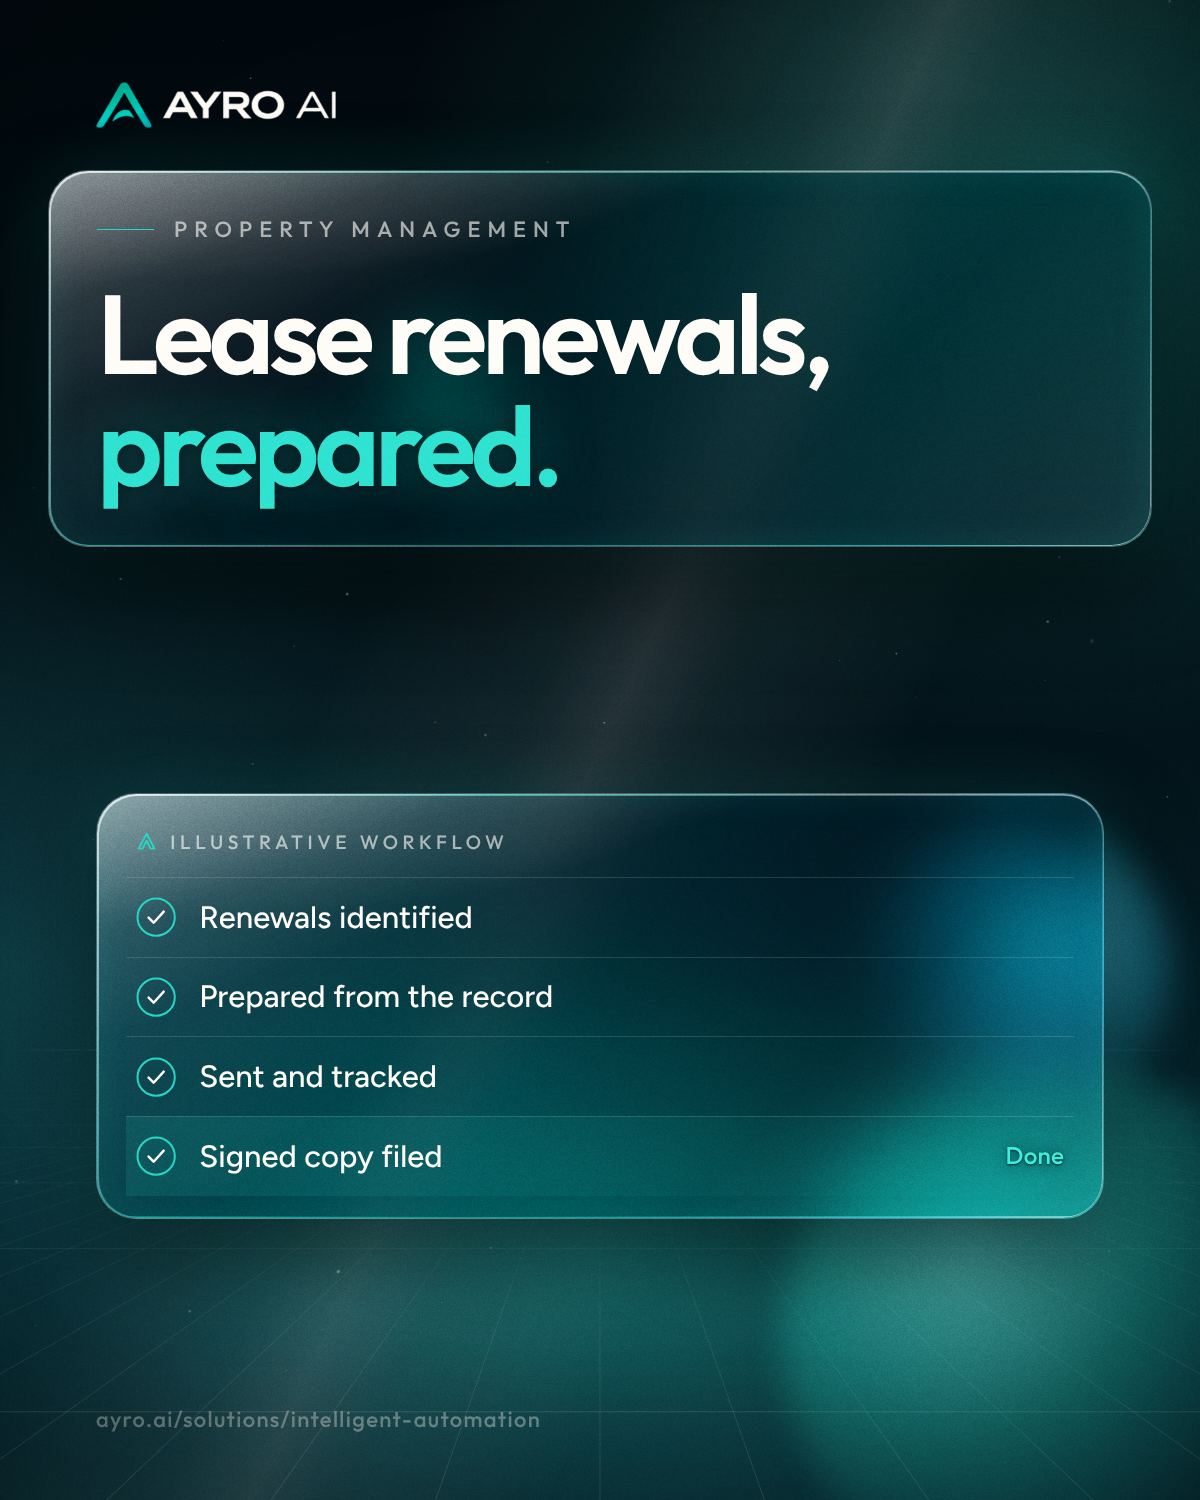 AYRO AI
PROPERTY MANAGEMENT
Lease renewals,
prepared.
ILLUSTRATIVE WORKFLOW
Renewals identified
Prepared from the record
Sent and tracked
Signed copy filed
Done
ayro.ai/solutions/intelligent-automation